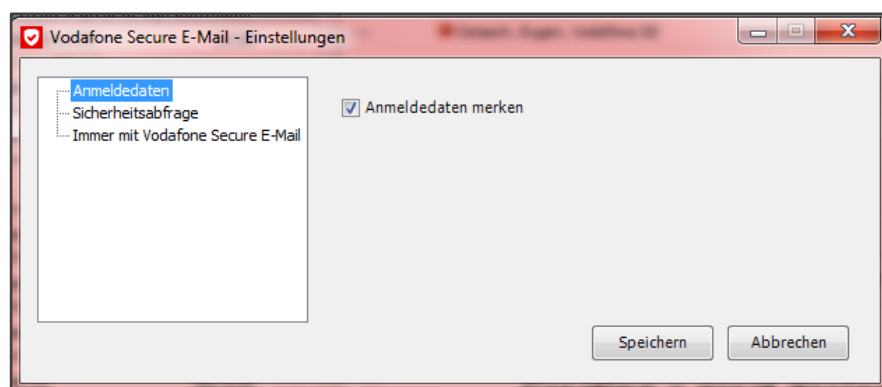 Vodafone Secure E-Mail - Einstellungen
Anmeldedaten
Sicherheitsabfrage
Immer mit Vodafone Secure E-Mail
Anmeldedaten merken
Speichern
Abbrechen